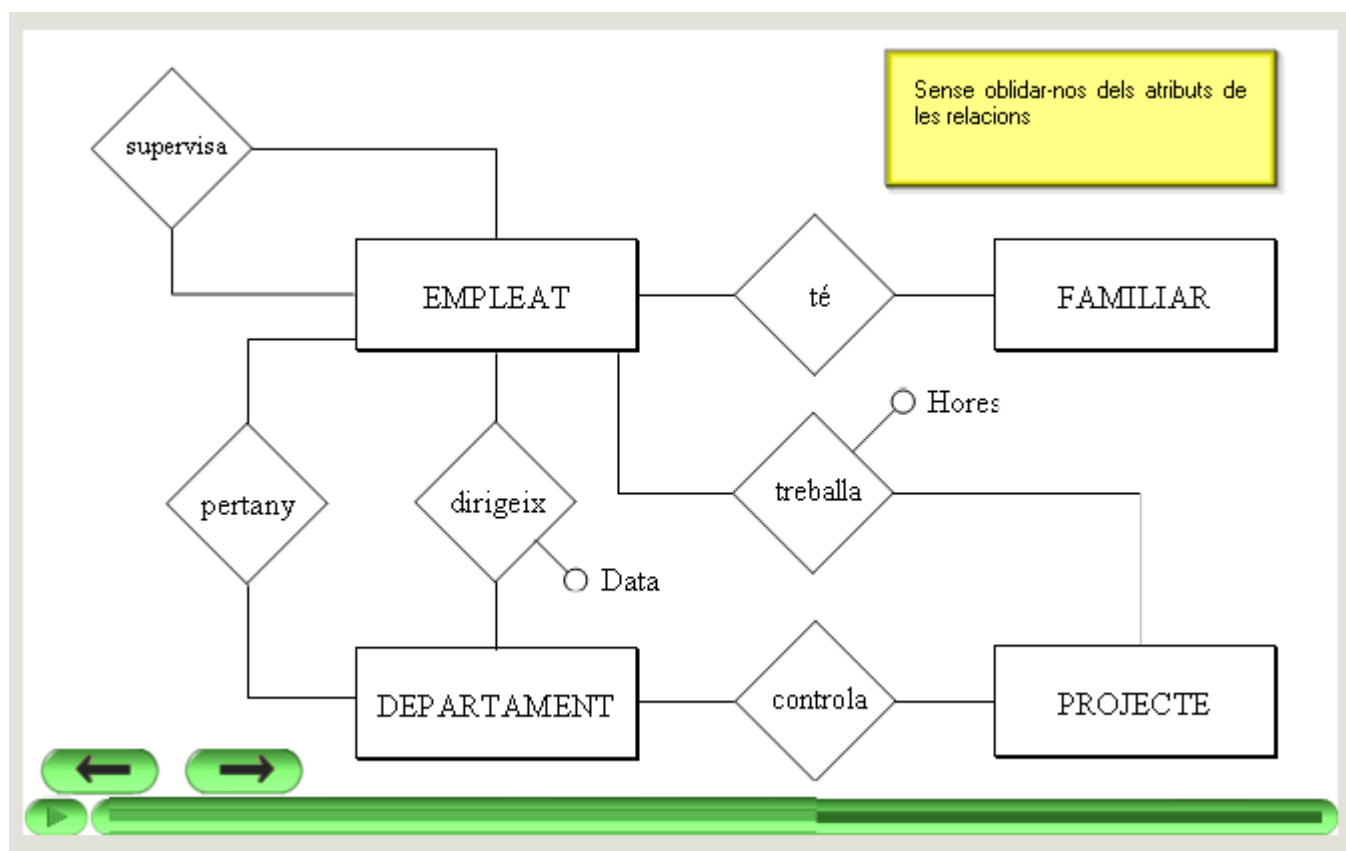 Sense oblidar-nos dels atributs de
les relacions
supervisa
EMPLEAT
té
FAMILIAR
Hores
pertany
dirigeix
treballa
Data
DEPARTAMENT
controla
PROJECTE